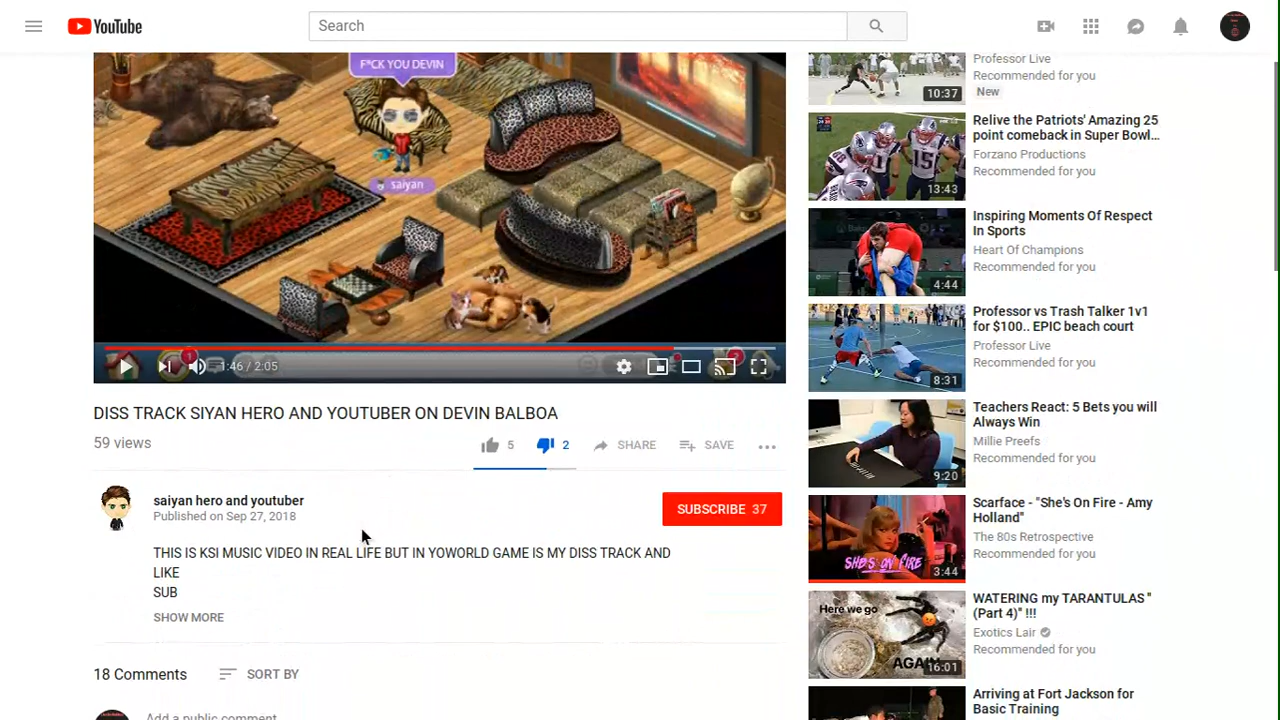 YouTube
Search
F*CK YOU DEVIN
saiyan
1
2
1:46 / 2:05
DISS TRACK SIYAN HERO AND YOUTUBER ON DEVIN BALBOA
59 views
5
2
SHARE
SAVE
saiyan hero and youtuber
Published on Sep 27, 2018
SUBSCRIBE 37
THIS IS KSI MUSIC VIDEO IN REAL LIFE BUT IN YOWORLD GAME IS MY DISS TRACK AND
LIKE
SUB
SHOW MORE
18 Comments
SORT BY
Add a public comment
10:37
Professor Live
Recommended for you
New
13:43
Relive the Patriots' Amazing 25
point comeback in Super Bowl...
Forzano Productions
Recommended for you
4:44
Inspiring Moments Of Respect
In Sports
Heart Of Champions
Recommended for you
8:31
Professor vs Trash Talker 1v1
for $100.. EPIC beach court
Professor Live
Recommended for you
9:20
Teachers React: 5 Bets you will
Always Win
Millie Preefs
Recommended for you
SHE'S ON FIRE
3:44
Scarface - "She's On Fire - Amy
Holland"
The 80s Retrospective
Recommended for you
Here we go
AGAIN
16:01
WATERING my TARANTULAS "
(Part 4)" !!!
Exotics Lair
Recommended for you
Arriving at Fort Jackson for
Basic Training